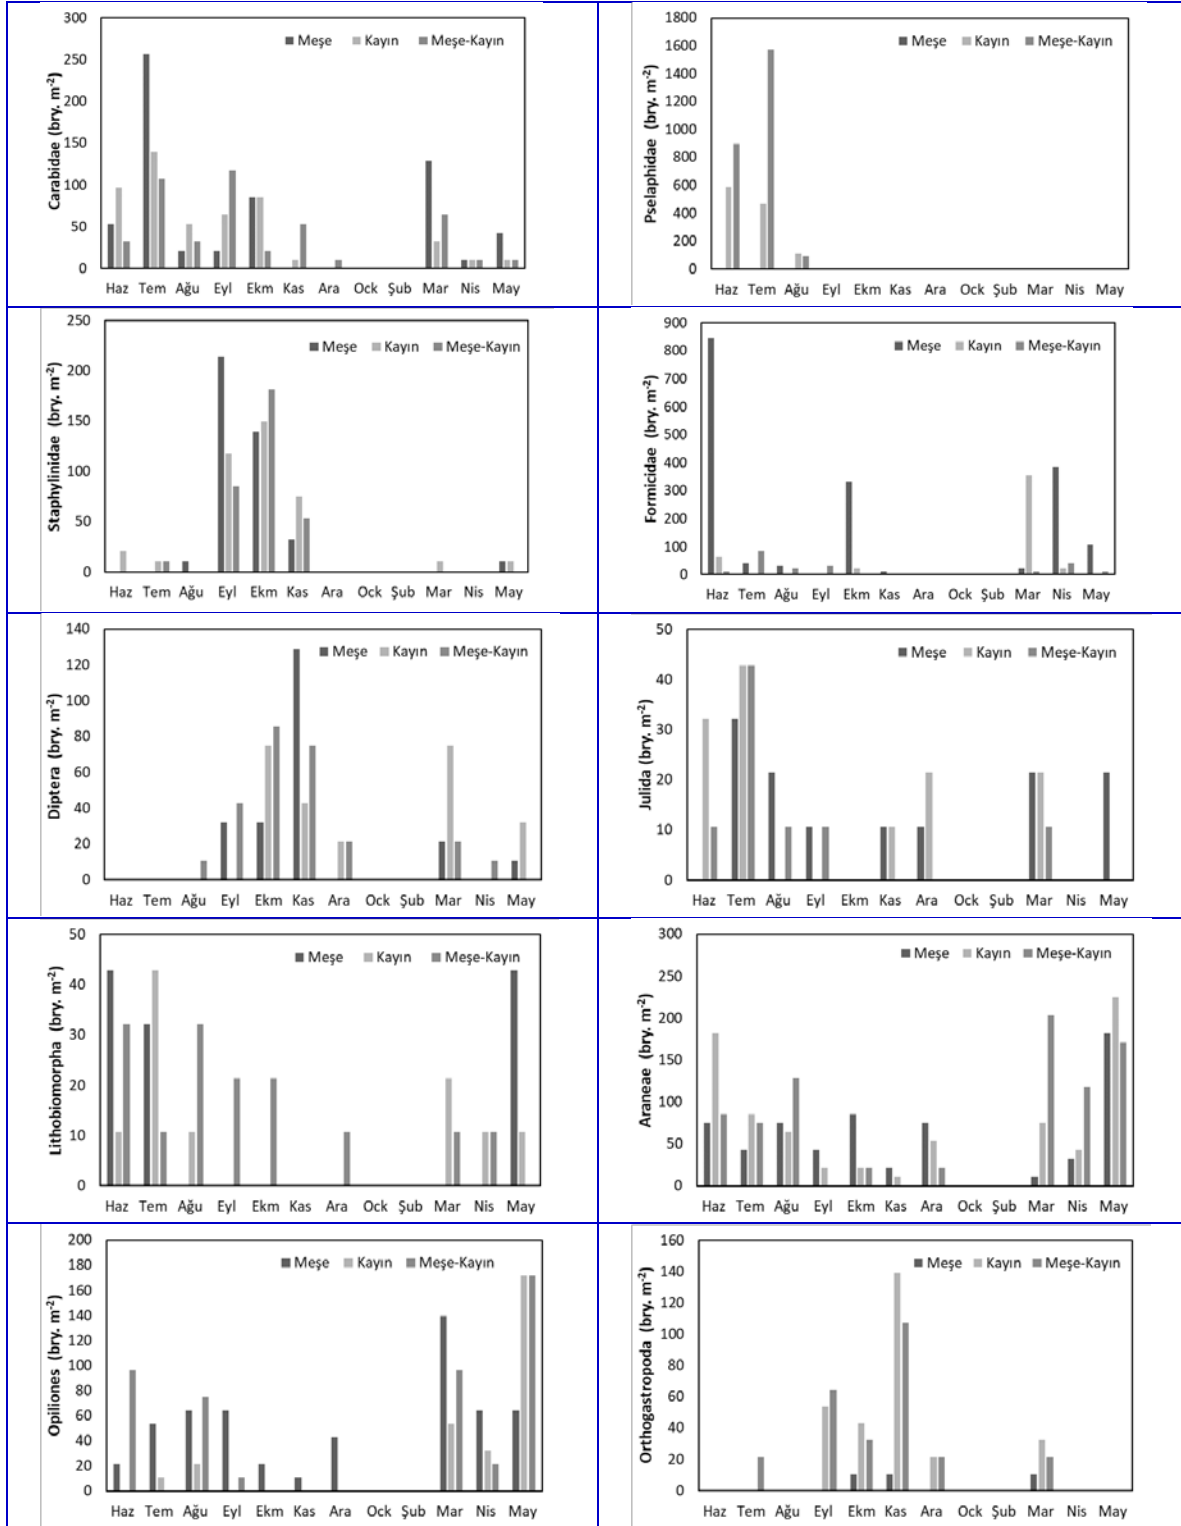 300
250
200
150
100
50
0
Carabidae (bry. m-2)
Meşe Kayın Meşe-Kayın
Haz Tem Ağu Eyl Ekm Kas Ara Ock Şub Mar Nis May
1800
1600
1400
1200
1000
800
600
400
200
0
Pselaphidae (bry. m-2)
Meşe Kayın Meşe-Kayın
Haz Tem Ağu Eyl Ekm Kas Ara Ock Şub Mar Nis May
250
200
150
100
50
0
Staphylinidae (bry. m-2)
Meşe Kayın Meşe-Kayın
Haz Tem Ağu Eyl Ekm Kas Ara Ock Şub Mar Nis May
900
800
700
600
500
400
300
200
100
0
Formicidae (bry. m-2)
Meşe Kayın Meşe-Kayın
Haz Tem Ağu Eyl Ekm Kas Ara Ock Şub Mar Nis May
140
120
100
80
60
40
20
0
Diptera (bry. m-2)
Meşe Kayın Meşe-Kayın
Haz Tem Ağu Eyl Ekm Kas Ara Ock Şub Mar Nis May
50
40
30
20
10
0
Julida (bry. m-2)
Meşe Kayın Meşe-Kayın
Haz Tem Ağu Eyl Ekm Kas Ara Ock Şub Mar Nis May
50
40
30
20
10
0
Lithobiomorpha (bry. m-2)
Meşe Kayın Meşe-Kayın
Haz Tem Ağu Eyl Ekm Kas Ara Ock Şub Mar Nis May
300
250
200
150
100
50
0
Araneae (bry. m-2)
Meşe Kayın Meşe-Kayın
Haz Tem Ağu Eyl Ekm Kas Ara Ock Şub Mar Nis May
200
180
160
140
120
100
80
60
40
20
0
Opiliones (bry. m-2)
Meşe Kayın Meşe-Kayın
Haz Tem Ağu Eyl Ekm Kas Ara Ock Şub Mar Nis May
160
140
120
100
80
60
40
20
0
Orthogastropoda (bry. m-2)
Meşe Kayın Meşe-Kayın
Haz Tem Ağu Eyl Ekm Kas Ara Ock Şub Mar Nis May